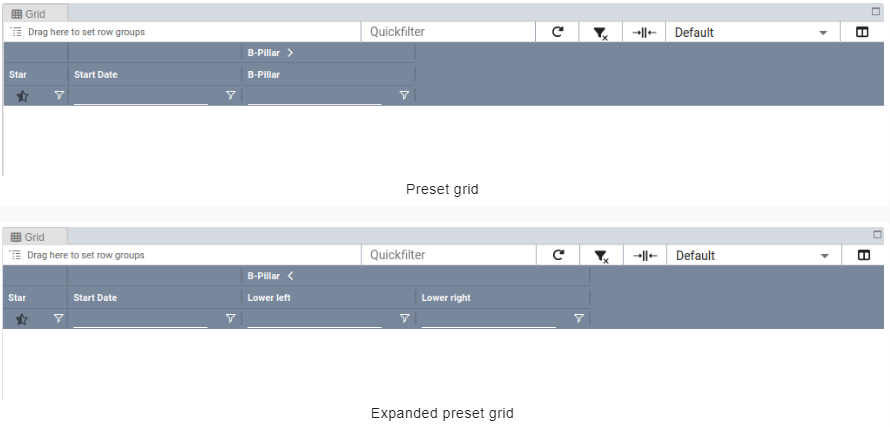 Grid
Drag here to set row groups Quickfilter Default
B-Pillar
Star Start Date B-Pillar
Preset grid
Grid
Drag here to set row groups Quickfilter Default
B-Pillar
Star Start Date Lower left Lower right
Expanded preset grid